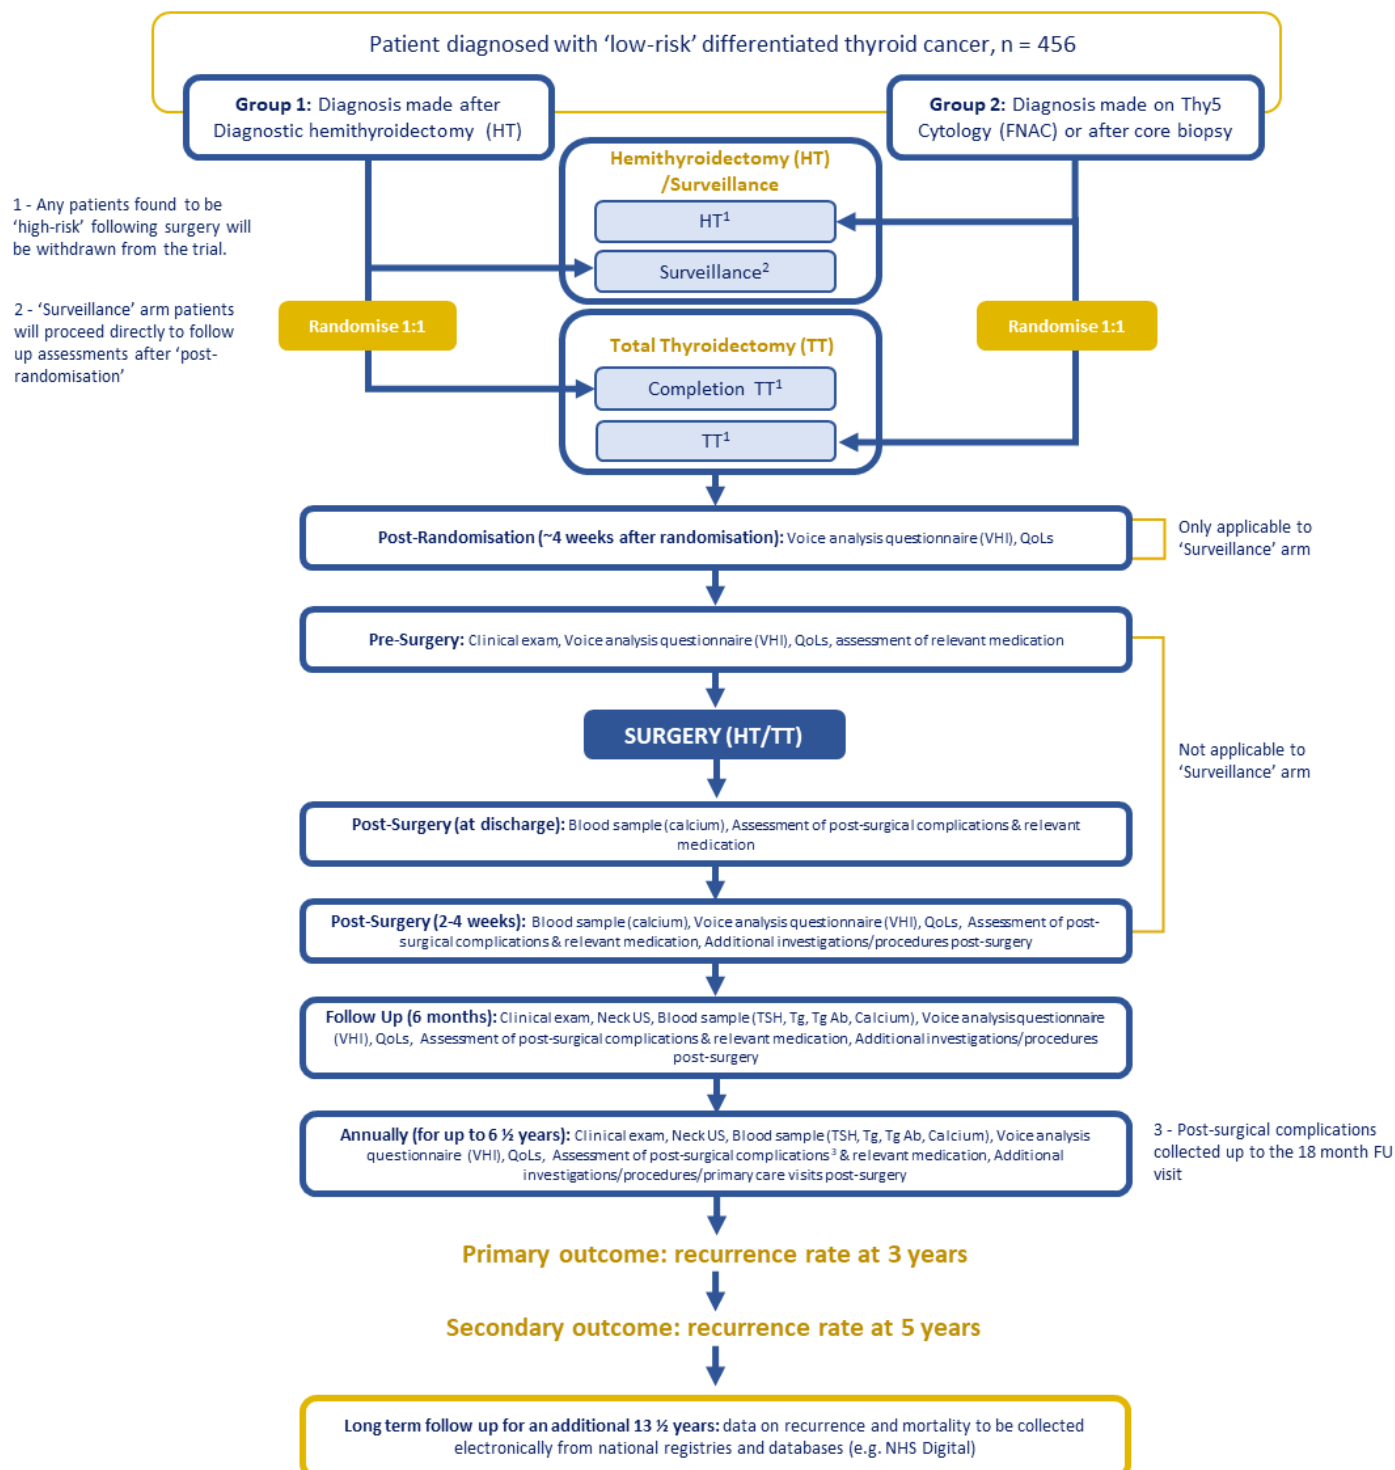 Patient diagnosed with ‘low-risk’ differentiated thyroid cancer, n = 456
Group 1: Diagnosis made after
Diagnostic hemithyroidectomy (HT)
Group 2: Diagnosis made on Thy5
Cytology (FNAC) or after core biopsy
Hemithyroidectomy (HT)
/Surveillance
HT1
Surveillance2
1 - Any patients found to be
‘high-risk’ following surgery will
be withdrawn from the trial.
2 - ‘Surveillance’ arm patients
will proceed directly to follow
up assessments after ‘post-
randomisation’
Randomise 1:1
Randomise 1:1
Total Thyroidectomy (TT)
Completion TT1
TT1
Post-Randomisation (~4 weeks after randomisation): Voice analysis questionnaire (VHI), QoLs
Only applicable to
‘Surveillance’ arm
Pre-Surgery: Clinical exam, Voice analysis questionnaire (VHI), QoLs, assessment of relevant medication
SURGERY (HT/TT)
Not applicable to
‘Surveillance’ arm
Post-Surgery (at discharge): Blood sample (calcium), Assessment of post-surgical complications & relevant
medication
Post-Surgery (2-4 weeks): Blood sample (calcium), Voice analysis questionnaire (VHI), QoLs, Assessment of post-
surgical complications & relevant medication, Additional investigations/procedures post-surgery
Follow Up (6 months): Clinical exam, Neck US, Blood sample (TSH, Tg, Tg Ab, Calcium), Voice analysis questionnaire
(VHI), QoLs, Assessment of post-surgical complications & relevant medication, Additional investigations/procedures
post-surgery
Annually (for up to 6 ½ years): Clinical exam, Neck US, Blood sample (TSH, Tg, Tg Ab, Calcium), Voice analysis
questionnaire (VHI), QoLs, Assessment of post-surgical complications3 & relevant medication, Additional
investigations/procedures/primary care visits post-surgery
3 - Post-surgical complications
collected up to the 18 month FU
visit
Primary outcome: recurrence rate at 3 years
Secondary outcome: recurrence rate at 5 years
Long term follow up for an additional 13 ½ years: data on recurrence and mortality to be collected
electronically from national registries and databases (e.g. NHS Digital)